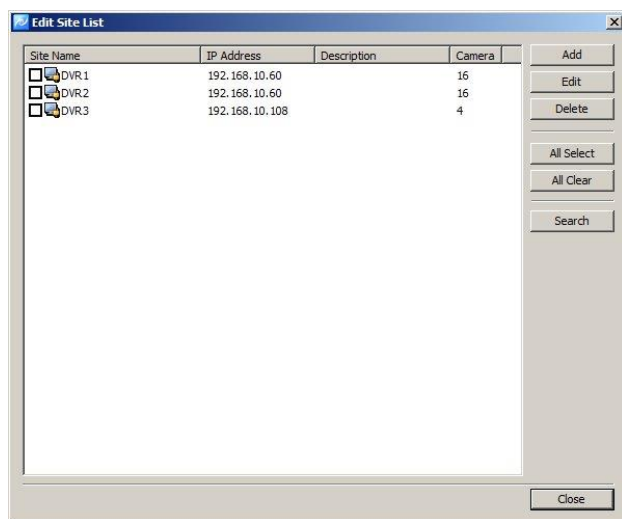 Edit Site List
Site Name IP Address Description Camera
DVR1 192.168.10.60 16
DVR2 192.168.10.60 16
DVR3 192.168.10.108 4
Add
Edit
Delete
All Select
All Clear
Search
Close